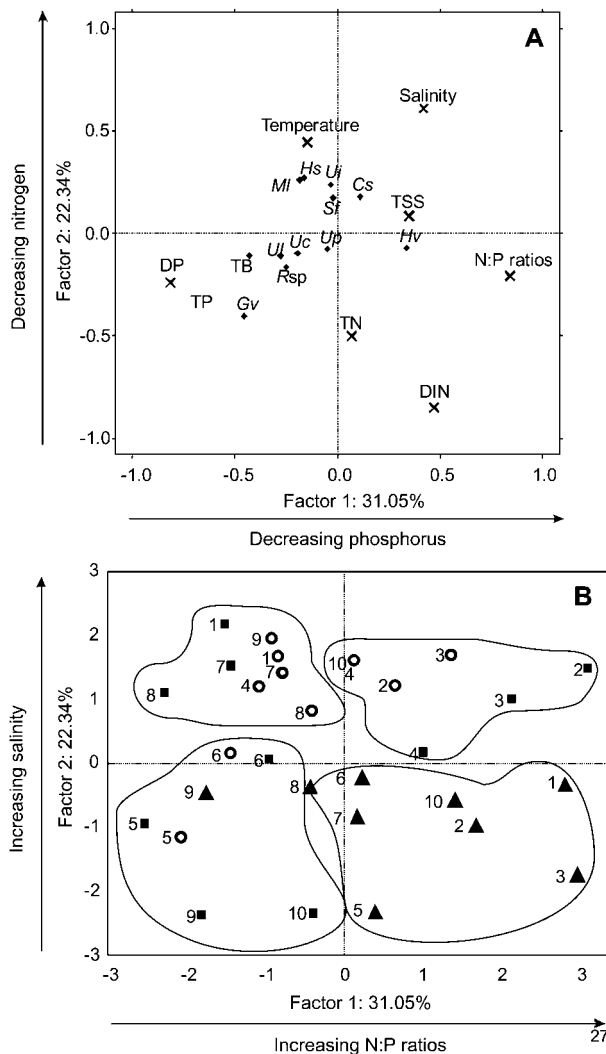 A
Decreasing nitrogen
Factor 2: 22.34%
1.0
0.5
0.0
-0.5
-1.0
Salinity
Temperature
Hs
Ui
Ml
Sf
Cs
TSS
Hv
Up
Uc
Ul
TB
Rsp
DP
TP
Gv
N:P ratios
TN
DIN
-1.0 -0.5 0.0 0.5 1.0
Factor 1: 31.05%
Decreasing phosphorus
B
Increasing salinity
Factor 2: 22.34%
3
2
1
0
-1
-2
-3
1 9 1 7 7 4 8 8
10 4 2 3 3 2 4
6 6 9 8 5 5 9 10
6 7 10 2 1 3 5
-3 -2 -1 0 1 2 3
Factor 1: 31.05%
Increasing N:P ratios
27